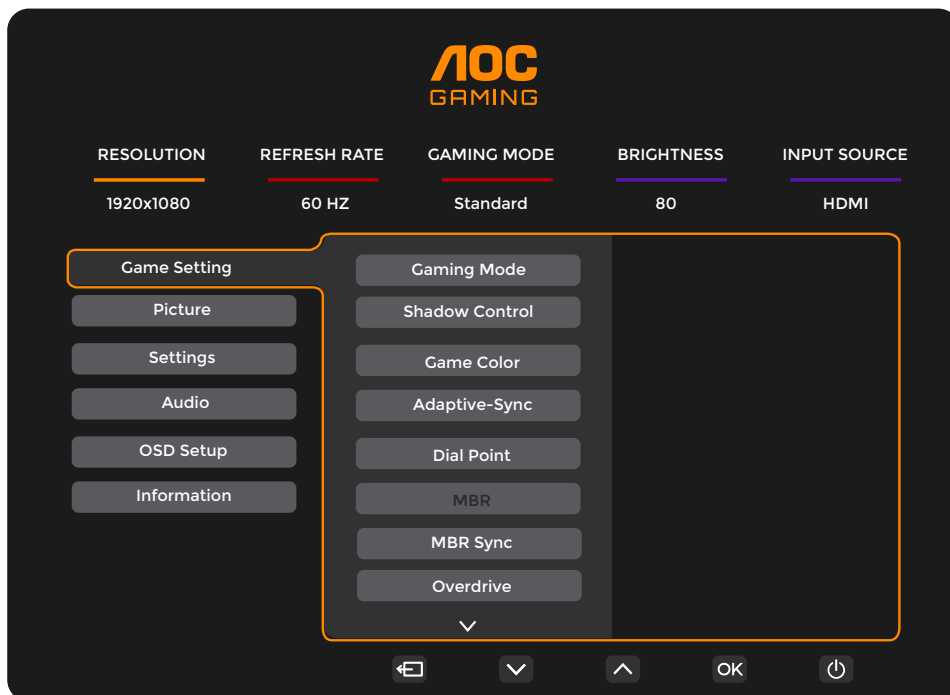 AOC
GAMING
RESOLUTION REFRESH RATE GAMING MODE BRIGHTNESS INPUT SOURCE
1920x1080 60 HZ Standard 80 HDMI
Game Setting
Picture
Settings
Audio
OSD Setup
Information
Gaming Mode
Shadow Control
Game Color
Adaptive-Sync
Dial Point
MBR
MBR Sync
Overdrive
OK